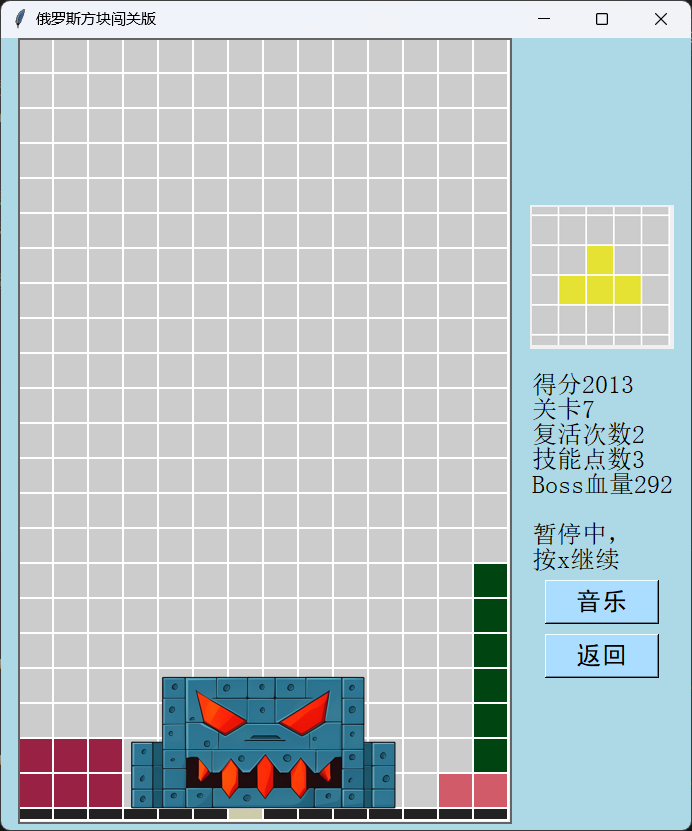 俄罗斯方块闯关版
得分2013
关卡7
复活次数2
技能点数3
Boss血量292
暂停中，
按x继续
音乐
返回